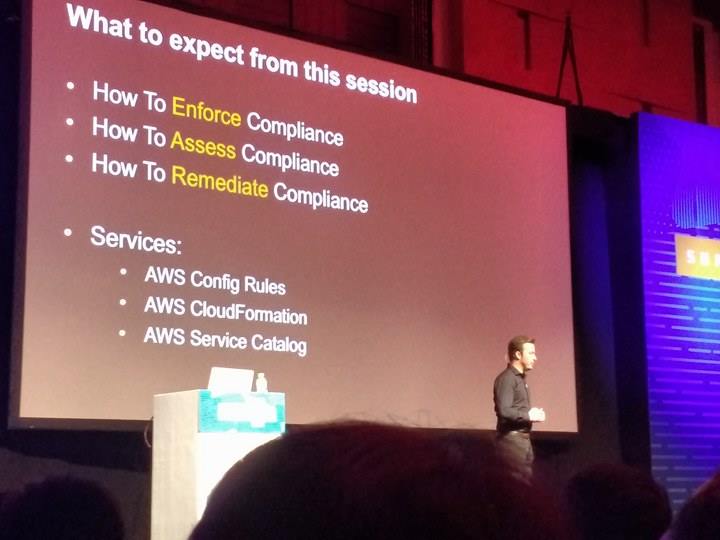 What to expect from this session
• How To Enforce Compliance
• How To Assess Compliance
• How To Remediate Compliance
• Services:
• AWS Config Rules
• AWS CloudFormation
• AWS Service Catalog